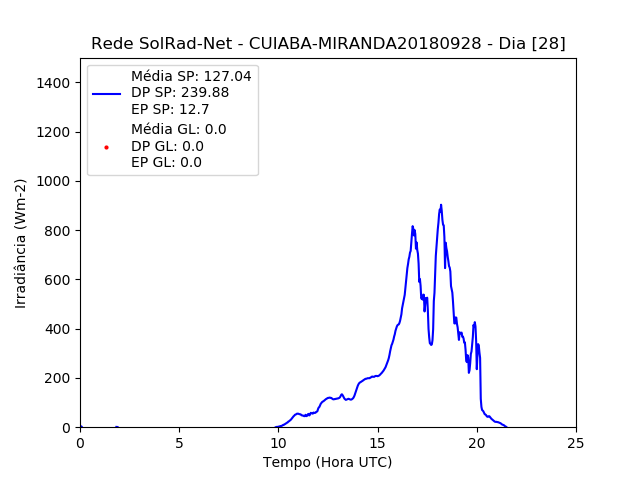 Rede SolRad-Net - CUIABA-MIRANDA20180928 - Dia [28]
Média SP: 127.04
DP SP: 239.88
EP SP: 12.7
Média GL: 0.0
DP GL: 0.0
EP GL: 0.0
1400
1200
1000
800
600
400
200
0
Irradiância (Wm-2)
0 5 10 15 20 25
Tempo (Hora UTC)